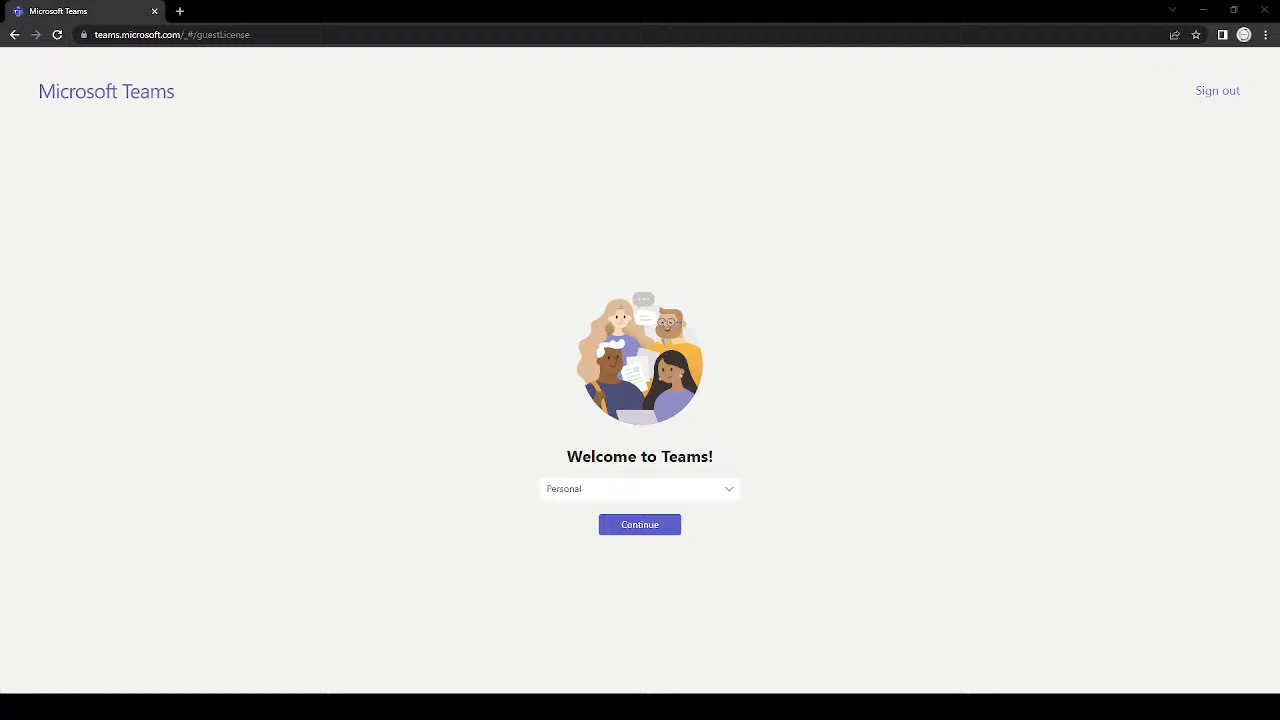 Microsoft Teams
teams.microsoft.com/_#/guestLicense
Microsoft Teams
Sign out
Welcome to Teams!
Personal
Continue